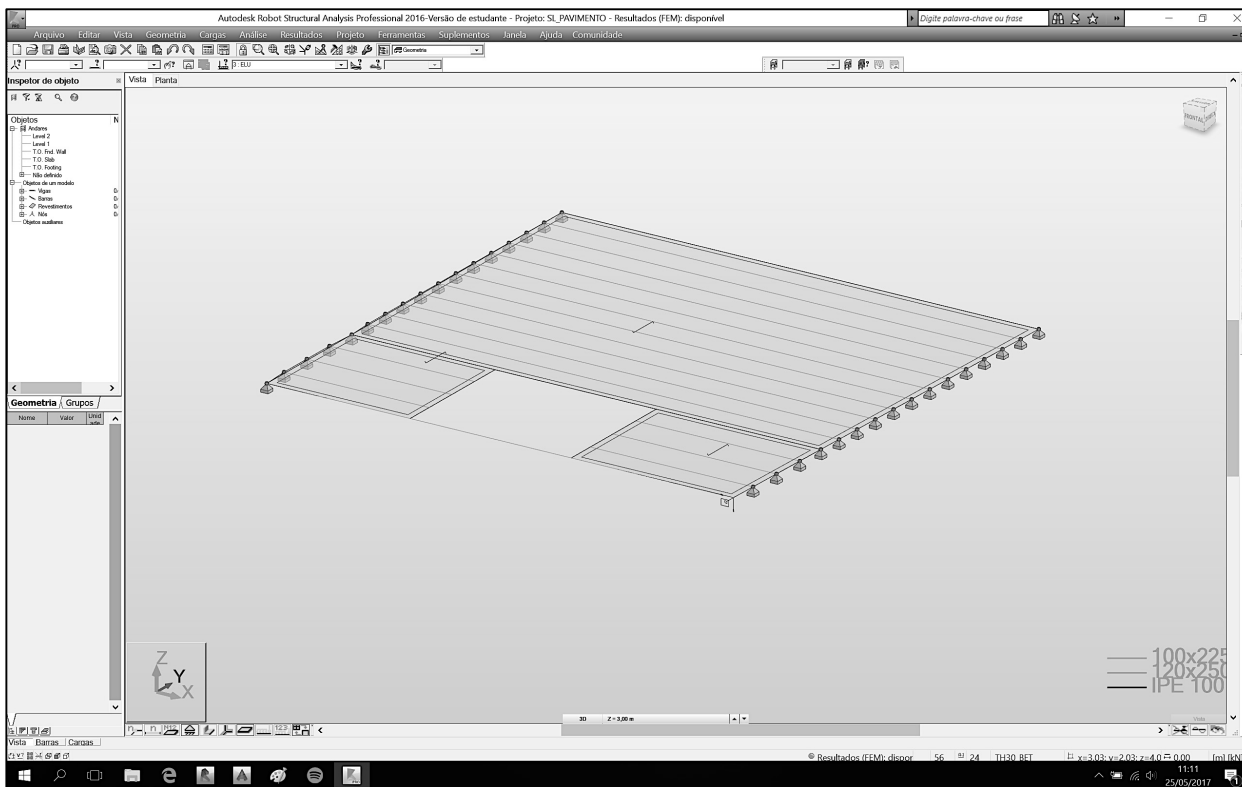 Autodesk Robot Structural Analysis Professional 2016-Versão de estudante - Projeto: SL_PAVIMENTO - Resultados (FEM): disponível
Digite palavra-chave ou frase
Arquivo Editar Vista Geometria Cargas Análise Resultados Projeto Ferramentas Suplementos Janela Ajuda Comunidade
Geometria
3 : ELU
Inspetor de objeto
Vista Planta
Objetos N
Andares
Level 2
Level 1
T.O. Fnd. Wall
T.O. Slab
T.O. Footing
Não definido
Objetos de um modelo
Vigas
Barras
Revestimentos
Nós
Objetos auxiliares
FRONTAL
Geometria Grupos
Nome Valor Unid
Z
Y
X
100x225
120x250
IPE 100
3D Z = 3,00 m
Vista
Vista Barras Cargas
Resultados (FEM): dispor 56 24 TH30_BET x=3.03; y=2.03; z=4.0 0.00 [m] [kN]
11:11
25/05/2017